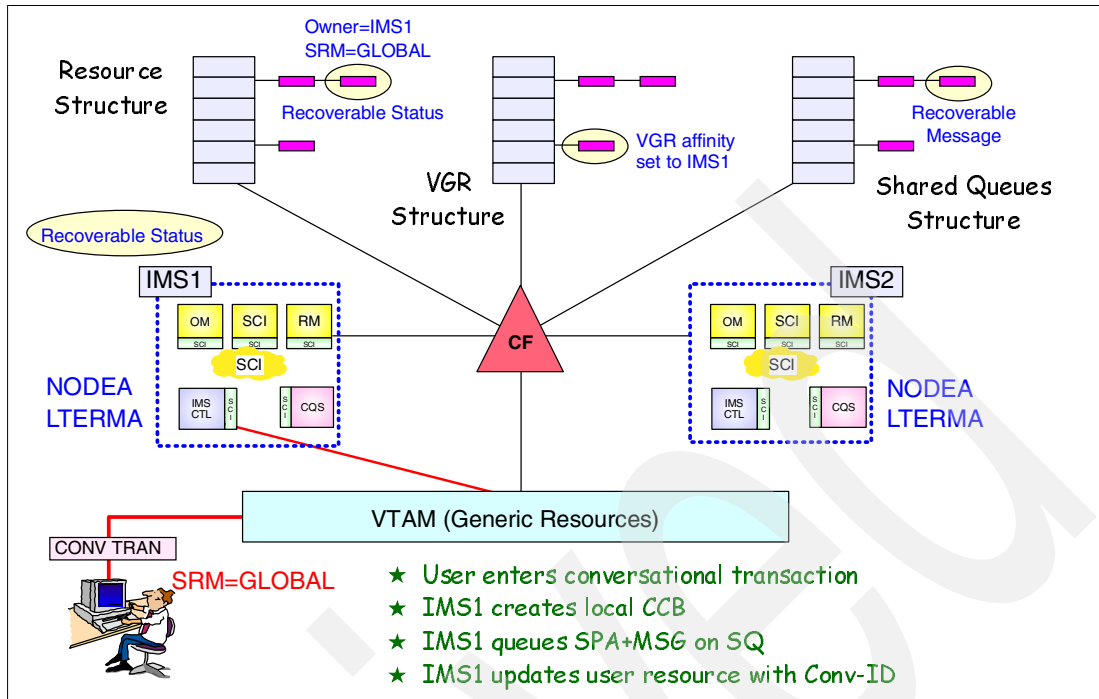 Owner=IMS1
SRM=GLOBAL
Resource
Structure
Recoverable Status
VGR affinity
set to IMS1
VGR
Structure
Recoverable
Message
Shared Queues
Structure
Recoverable Status
IMS1
OM
SCI
RM
SCI
SCI
SCI
SCI
NODEA
LTERMA
IMS
CTL
SCI
SCI
CQS
CF
IMS2
OM
SCI
RM
SCI
SCI
SCI
SCI
IMS
CTL
SCI
SCI
CQS
NODEA
LTERMA
VTAM (Generic Resources)
CONV TRAN
SRM=GLOBAL
★ User enters conversational transaction
★ IMS1 creates local CCB
★ IMS1 queues SPA+MSG on SQ
★ IMS1 updates user resource with Conv-ID